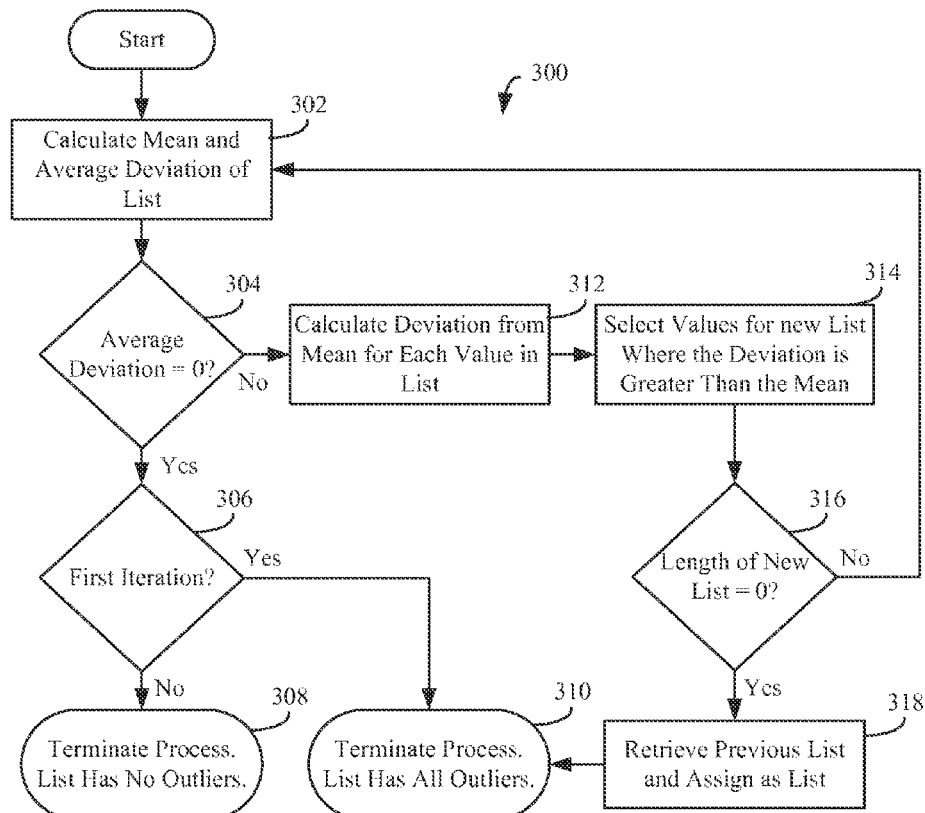 Start
300
302
Calculate Mean and
Average Deviation of
List
304
Average
Deviation = 0?
No
312
Calculate Deviation from
Mean for Each Value in
List
314
Select Values for new List
Where the Deviation is
Greater Than the Mean
Yes
306
First Iteration?
Yes
316
Length of New
List = 0?
No
No
308
Terminate Process.
List Has No Outliers.
310
Terminate Process.
List Has All Outliers.
Yes
318
Retrieve Previous List
and Assign as List